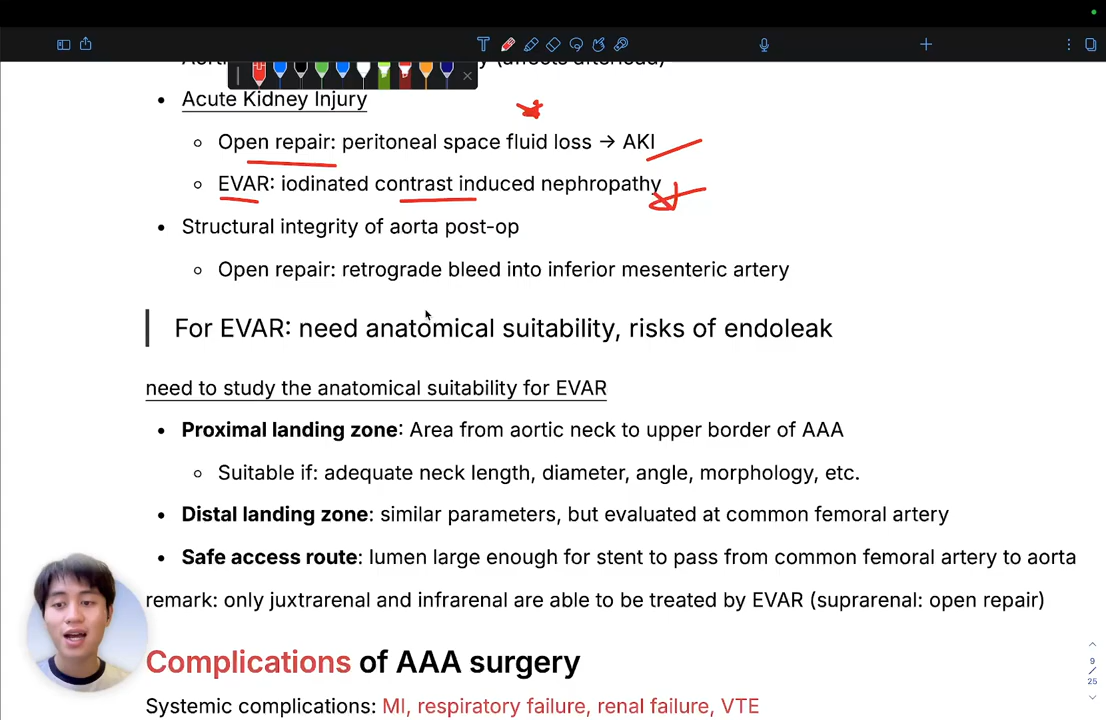 • Acute Kidney Injury
◦ Open repair: peritoneal space fluid loss → AKI
◦ EVAR: iodinated contrast induced nephropathy
• Structural integrity of aorta post-op
◦ Open repair: retrograde bleed into inferior mesenteric artery
For EVAR: need anatomical suitability, risks of endoleak
need to study the anatomical suitability for EVAR
• Proximal landing zone: Area from aortic neck to upper border of AAA
◦ Suitable if: adequate neck length, diameter, angle, morphology, etc.
• Distal landing zone: similar parameters, but evaluated at common femoral artery
• Safe access route: lumen large enough for stent to pass from common femoral artery to aorta
remark: only juxtrarenal and infrarenal are able to be treated by EVAR (suprarenal: open repair)
Complications of AAA surgery
Systemic complications: MI, respiratory failure, renal failure, VTE
9
/
25